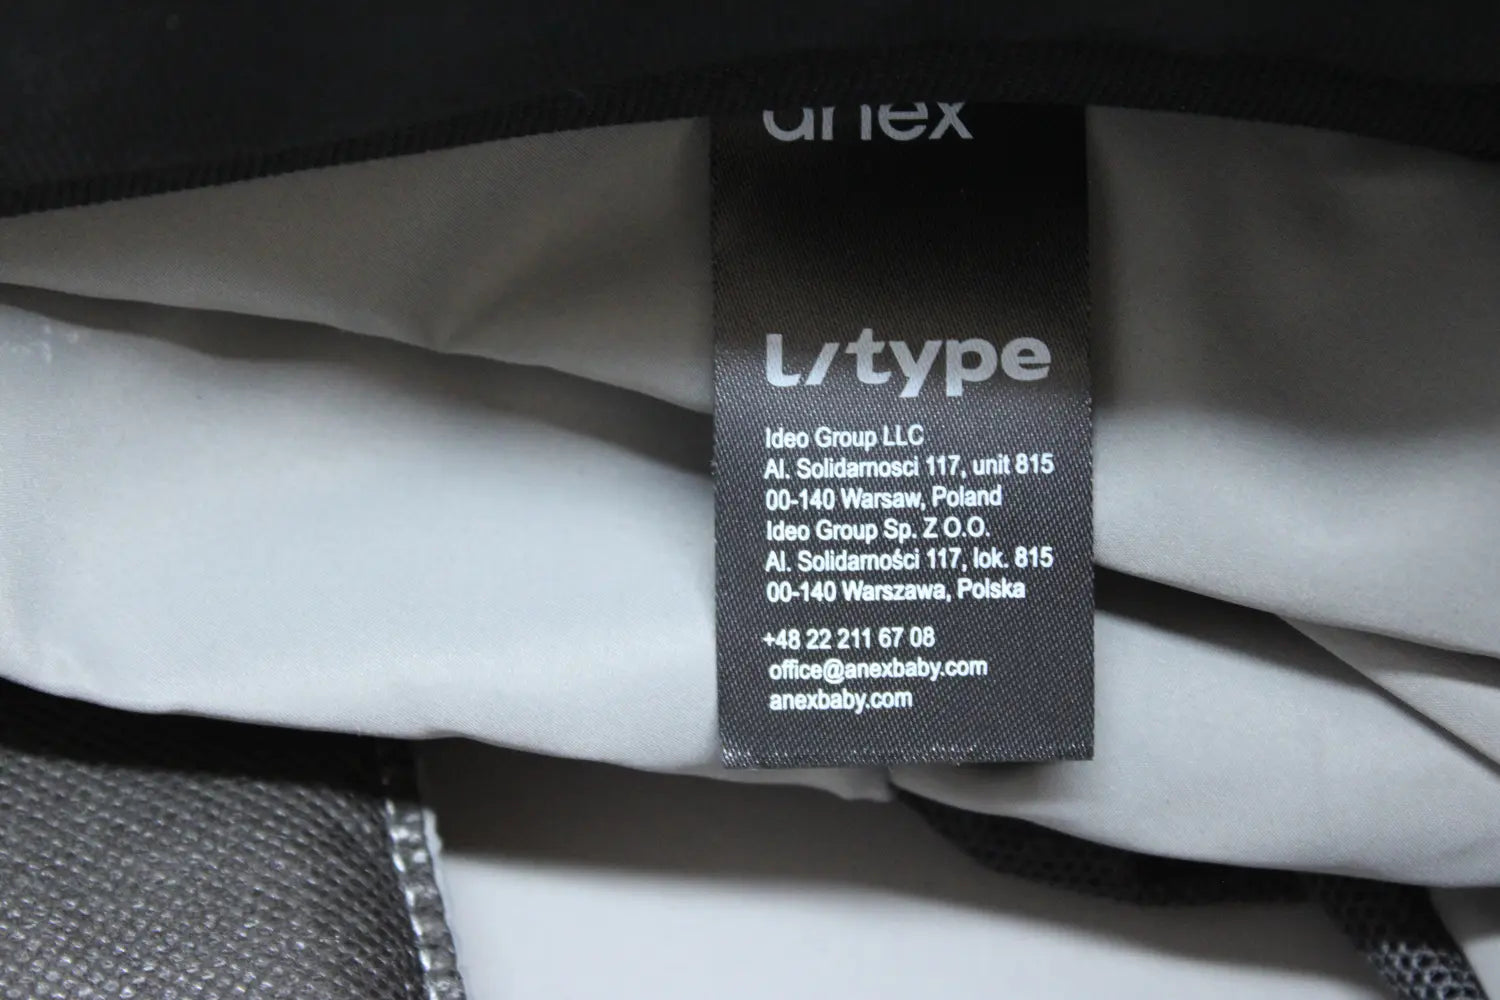 anex
l/type
Ideo Group LLC
Al. Solidarnosci 117, unit 815
00-140 Warsaw, Poland
Ideo Group Sp. Z O.O.
Al. Solidarności 117, lok. 815
00-140 Warszawa, Polska
+48 22 211 67 08
office@anexbaby.com
anexbaby.com